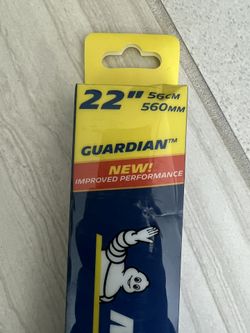 22" 56CM
560MM
GUARDIAN™
NEW!
IMPROVED PERFORMANCE